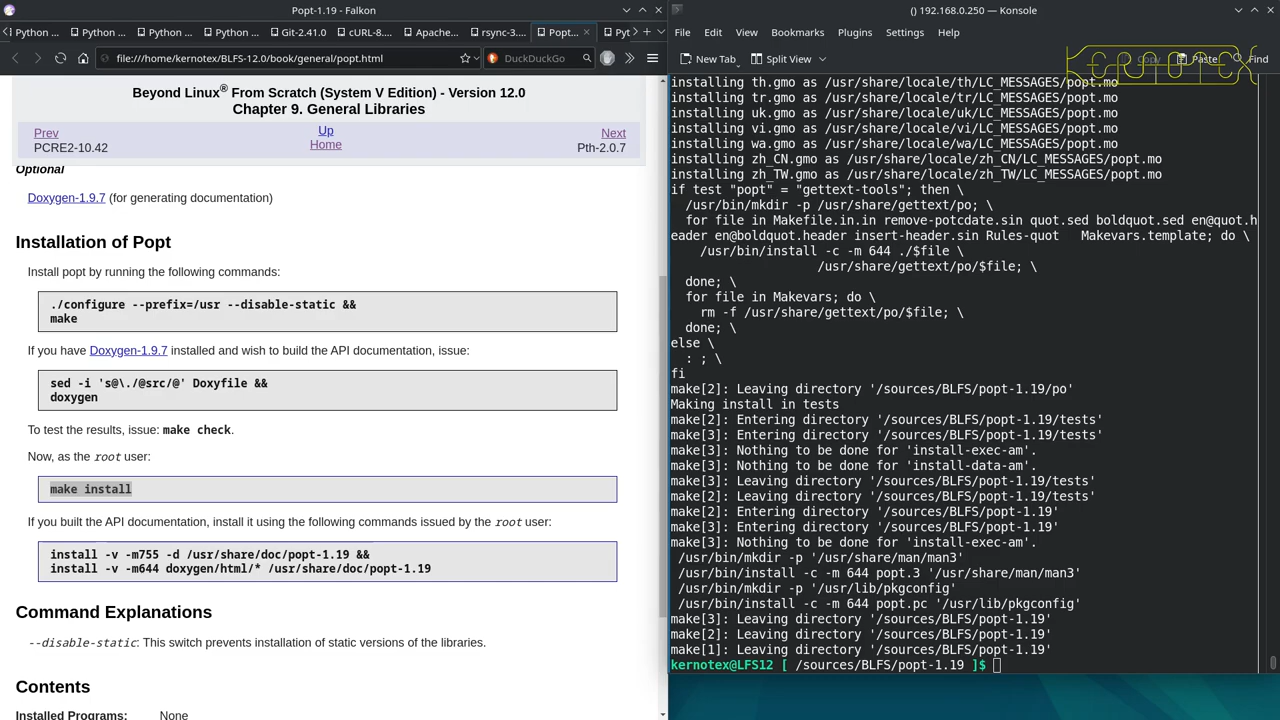 Popt-1.19 - Falkon
Python ...
Python ...
Python ...
Python ...
Git-2.41.0
cURL-8....
Apache...
rsync-3....
Popt...
Pyt
file:///home/kernotex/BLFS-12.0/book/general/popt.html
DuckDuckGo
Beyond Linux® From Scratch (System V Edition) - Version 12.0
Chapter 9. General Libraries
Prev
Up
Next
PCRE2-10.42
Home
Pth-2.0.7
Optional
Doxygen-1.9.7 (for generating documentation)
Installation of Popt
Install popt by running the following commands:
./configure --prefix=/usr --disable-static &&
make
If you have Doxygen-1.9.7 installed and wish to build the API documentation, issue:
sed -i 's@\./@src/@' Doxyfile &&
doxygen
To test the results, issue: make check.
Now, as the root user:
make install
If you built the API documentation, install it using the following commands issued by the root user:
install -v -m755 -d /usr/share/doc/popt-1.19 &&
install -v -m644 doxygen/html/* /usr/share/doc/popt-1.19
Command Explanations
--disable-static: This switch prevents installation of static versions of the libraries.
Contents
Installed Programs: None
() 192.168.0.250 — Konsole
File Edit View Bookmarks Plugins Settings Help
New Tab
Split View
Copy
Paste
Find
installing th.gmo as /usr/share/locale/th/LC_MESSAGES/popt.mo
installing tr.gmo as /usr/share/locale/tr/LC_MESSAGES/popt.mo
installing uk.gmo as /usr/share/locale/uk/LC_MESSAGES/popt.mo
installing vi.gmo as /usr/share/locale/vi/LC_MESSAGES/popt.mo
installing wa.gmo as /usr/share/locale/wa/LC_MESSAGES/popt.mo
installing zh_CN.gmo as /usr/share/locale/zh_CN/LC_MESSAGES/popt.mo
installing zh_TW.gmo as /usr/share/locale/zh_TW/LC_MESSAGES/popt.mo
if test "popt" = "gettext-tools"; then \
/usr/bin/mkdir -p /usr/share/gettext/po; \
for file in Makefile.in.in remove-potcdate.sin quot.sed boldquot.sed en@quot.h
eader en@boldquot.header insert-header.sin Rules-quot Makevars.template; do \
/usr/bin/install -c -m 644 ./$file \
/usr/share/gettext/po/$file; \
done; \
for file in Makevars; do \
rm -f /usr/share/gettext/po/$file; \
done; \
else \
: ; \
fi
make[2]: Leaving directory '/sources/BLFS/popt-1.19/po'
Making install in tests
make[2]: Entering directory '/sources/BLFS/popt-1.19/tests'
make[3]: Entering directory '/sources/BLFS/popt-1.19/tests'
make[3]: Nothing to be done for 'install-exec-am'.
make[3]: Nothing to be done for 'install-data-am'.
make[3]: Leaving directory '/sources/BLFS/popt-1.19/tests'
make[2]: Leaving directory '/sources/BLFS/popt-1.19/tests'
make[2]: Entering directory '/sources/BLFS/popt-1.19'
make[3]: Entering directory '/sources/BLFS/popt-1.19'
make[3]: Nothing to be done for 'install-exec-am'.
/usr/bin/mkdir -p '/usr/share/man/man3'
/usr/bin/install -c -m 644 popt.3 '/usr/share/man/man3'
/usr/bin/mkdir -p '/usr/lib/pkgconfig'
/usr/bin/install -c -m 644 popt.pc '/usr/lib/pkgconfig'
make[3]: Leaving directory '/sources/BLFS/popt-1.19'
make[2]: Leaving directory '/sources/BLFS/popt-1.19'
make[1]: Leaving directory '/sources/BLFS/popt-1.19'
kernotex@LFS12 [ /sources/BLFS/popt-1.19 ]$